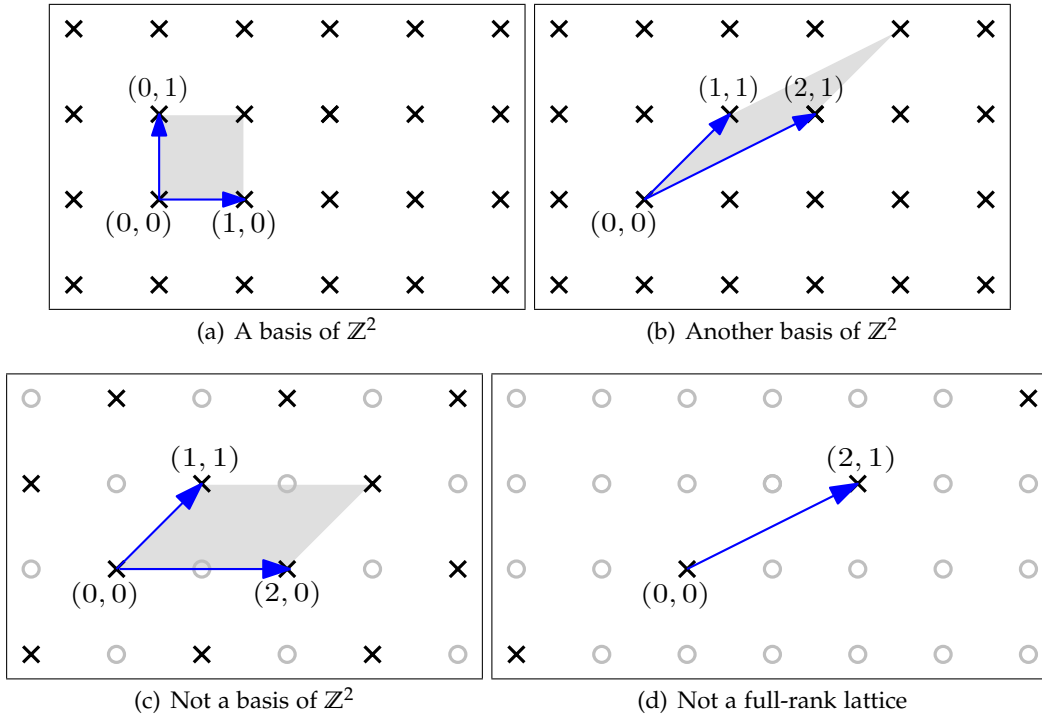 (0, 1)
(0, 0) (1, 0)
(a) A basis of ℤ²
(1, 1) (2, 1)
(0, 0)
(b) Another basis of ℤ²
(1, 1)
(0, 0) (2, 0)
(c) Not a basis of ℤ²
(2, 1)
(0, 0)
(d) Not a full-rank lattice